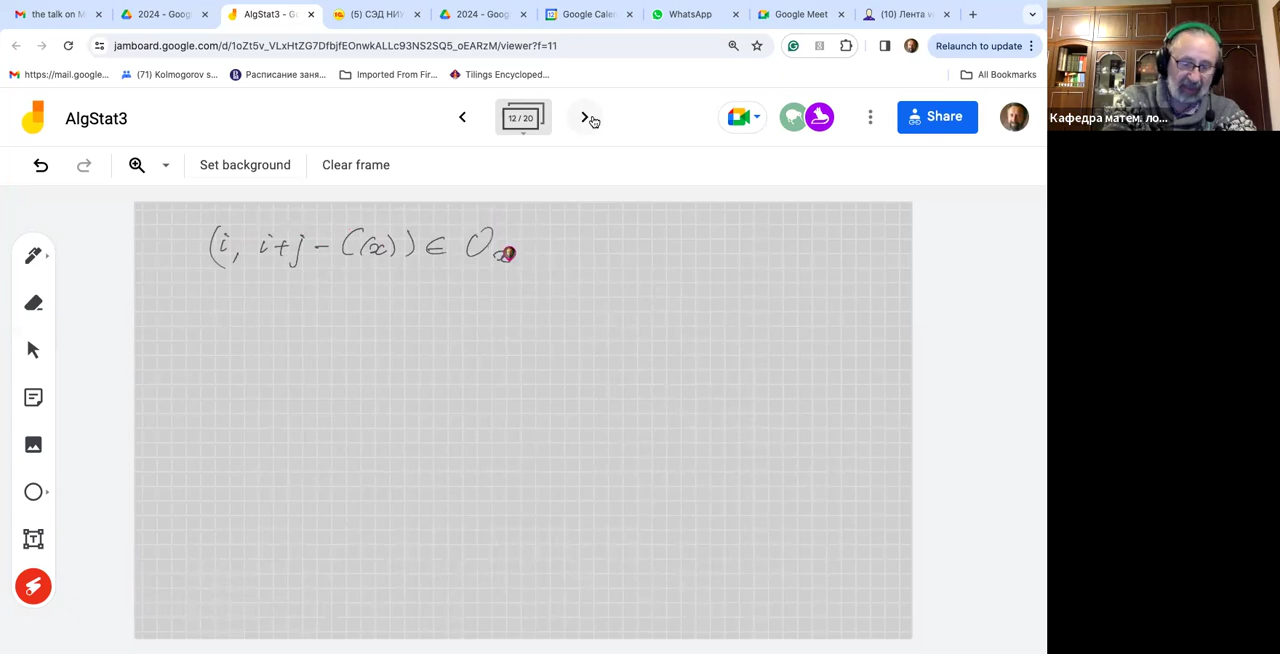 the talk on M
2024 - Goog
AlgStat3 - G
(6) СЭД НИ
2024 - Goog
Google Caler
WhatsApp
Google Meet
(10) Лента
jamboard.google.com/d/1oZt5v_VLxHtZG7DfbjfEOnwkALLc93NS2SQ5_oEARzM/viewer?f=11
Relaunch to update
https://mail.google...
(71) Kolmogorov s...
Расписание заня...
Imported From Fir...
Tilings Encycloped...
All Bookmarks
AlgStat3
12 / 20
Share
Кафедра матем. ло...
Set background
Clear frame
(i, i+j - C(x)) ∈ O